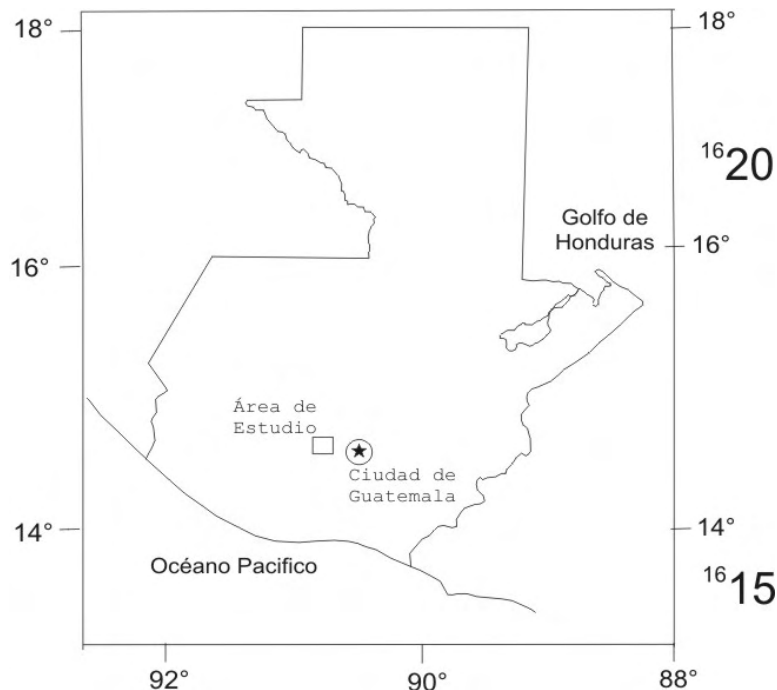 18°
18°
¹⁶20
Golfo de
Honduras
16°
16°
Área de
Estudio
Ciudad de
Guatemala
14°
14°
Océano Pacifico
¹⁶15
92°
90°
88°